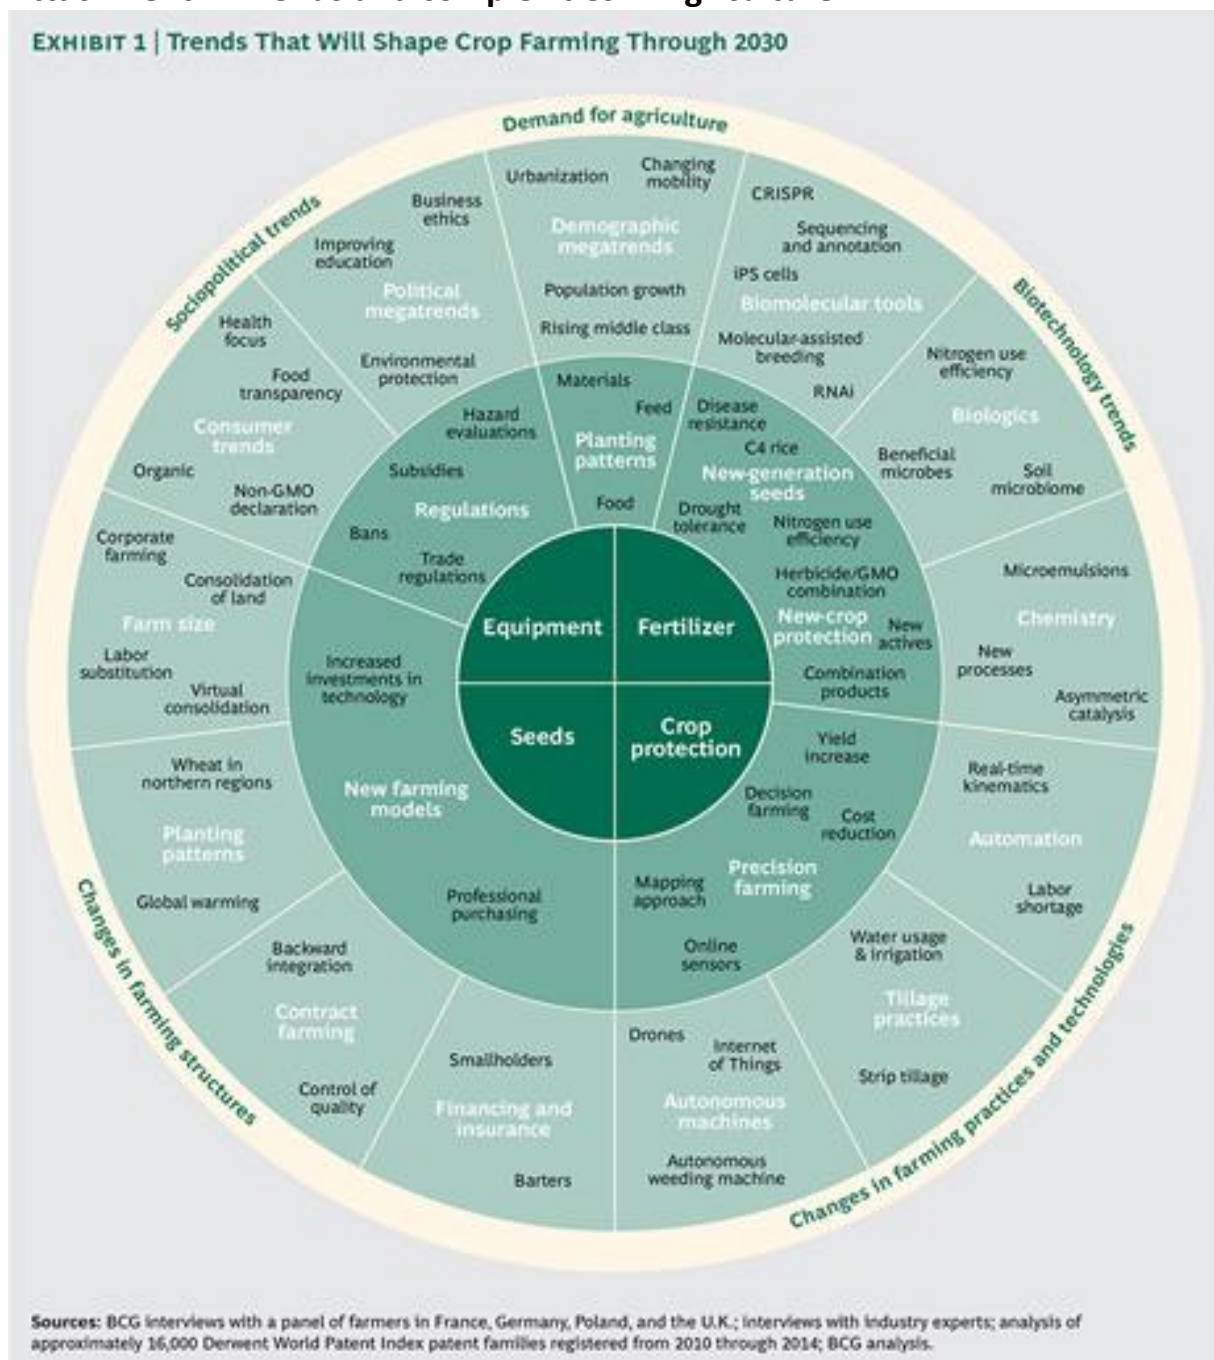 EXHIBIT 1 | Trends That Will Shape Crop Farming Through 2030
Demand for agriculture
Urbanization
Changing
mobility
Demographic
megatrends
Population growth
Rising middle class
Biotechnology trends
CRISPR
Sequencing
and annotation
iPS cells
Biomolecular tools
Molecular-assisted
breeding
RNAi
Nitrogen use
efficiency
Biologics
Beneficial
microbes
Soil
microbiome
Microemulsions
Chemistry
New
processes
Asymmetric
catalysis
Changes in farming practices and technologies
Real-time
kinematics
Automation
Labor
shortage
Water usage
& irrigation
Tillage
practices
Strip tillage
Drones
Internet
of Things
Autonomous
machines
Autonomous
weeding machine
Changes in farming structures
Smallholders
Financing and
insurance
Barters
Backward
integration
Contract
farming
Control of
quality
Wheat in
northern regions
Planting
patterns
Global warming
Corporate
farming
Consolidation
of land
Farm size
Labor
substitution
Virtual
consolidation
Sociopolitical trends
Health
focus
Food
transparency
Consumer
trends
Organic
Non-GMO
declaration
Business
ethics
Improving
education
Political
megatrends
Environmental
protection
Materials
Feed
Planting
patterns
Food
Disease
resistance
C4 rice
New-generation
seeds
Drought
tolerance
Nitrogen use
efficiency
Herbicide/GMO
combination
New-crop
protection
New
actives
Combination
products
Yield
increase
Decision
farming
Cost
reduction
Precision
farming
Mapping
approach
Online
sensors
Increased
investments in
technology
New farming
models
Professional
purchasing
Hazard
evaluations
Subsidies
Regulations
Bans
Trade
regulations
Equipment
Fertilizer
Seeds
Crop
protection
Sources: BCG interviews with a panel of farmers in France, Germany, Poland, and the U.K.; interviews with industry experts; analysis of
approximately 16,000 Derwent World Patent Index patent families registered from 2010 through 2014; BCG analysis.